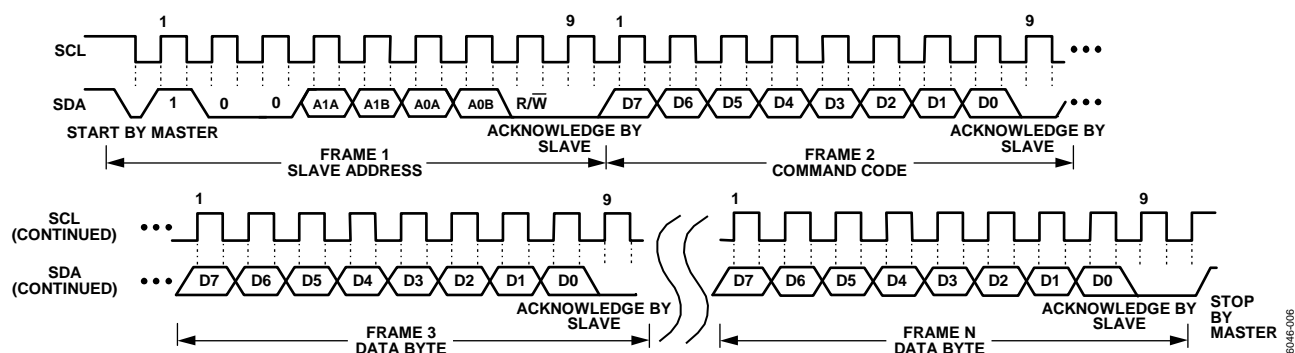 1 9 1 9
SCL
SDA 1 0 0 A1A A1B A0A A0B R/W D7 D6 D5 D4 D3 D2 D1 D0
START BY MASTER ACKNOWLEDGE BY SLAVE ACKNOWLEDGE BY SLAVE
FRAME 1
SLAVE ADDRESS
FRAME 2
COMMAND CODE
1 9 1 9
SCL
(CONTINUED)
SDA
(CONTINUED)
D7 D6 D5 D4 D3 D2 D1 D0 D7 D6 D5 D4 D3 D2 D1 D0
ACKNOWLEDGE BY
SLAVE
ACKNOWLEDGE BY
SLAVE
STOP
BY
MASTER
FRAME 3
DATA BYTE
FRAME N
DATA BYTE
6046-006